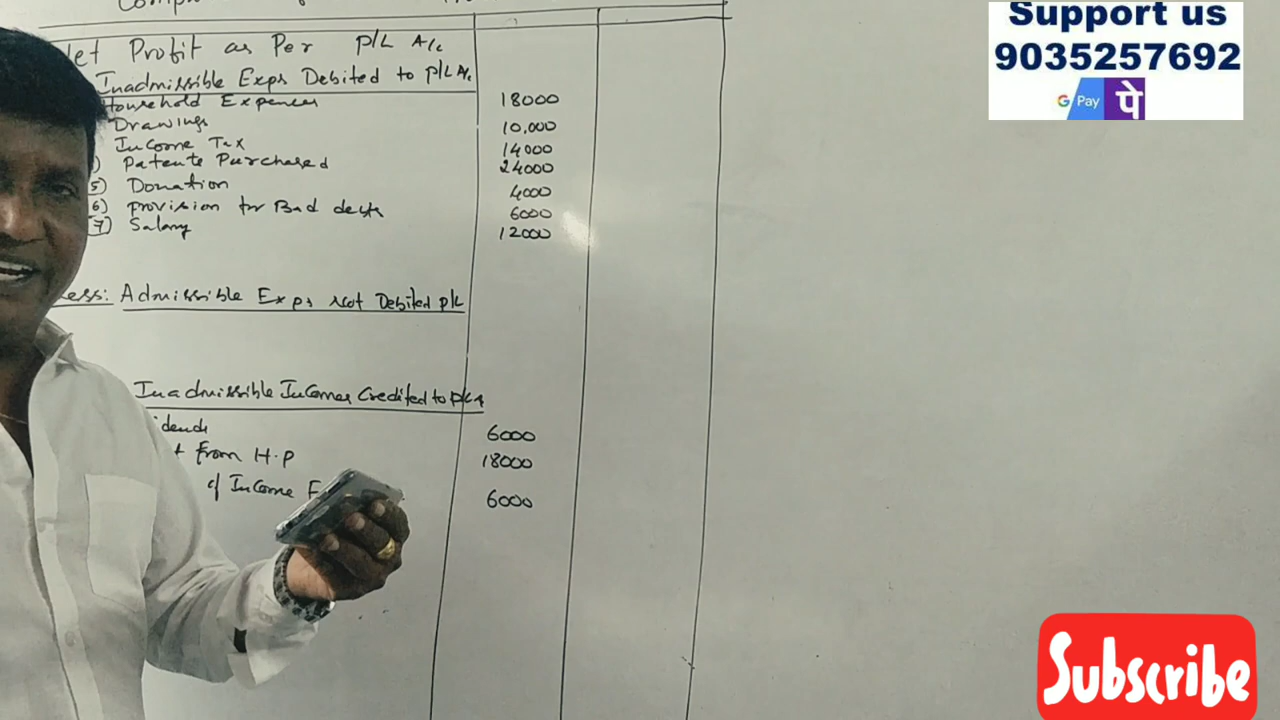 Net Profit as Per P/L A/c
Inadmissible Exps Debited to P/L A/c
Household Expenses 18000
Drawings 10,000
Income Tax 14000
) Patents Purchased 24000
5) Donation 4000
6) Provision for Bad debts 6000
7) Salary 12000
Less: Admissible Exps not Debited P/L
Inadmissible Incomes Credited to P/L
idends 6000
t From H.P 18000
of Income 6000
Support us
9035257692
G Pay पे
Subscribe